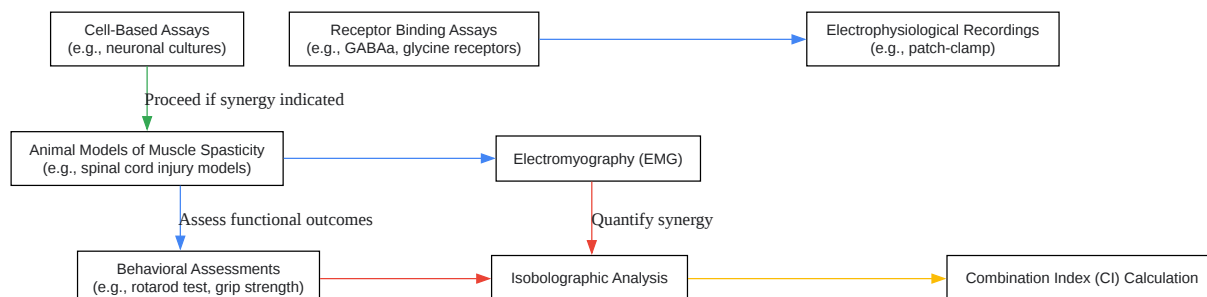 Cell-Based Assays
(e.g., neuronal cultures)
Receptor Binding Assays
(e.g., GABAa, glycine receptors)
Electrophysiological Recordings
(e.g., patch-clamp)
Proceed if synergy indicated
Animal Models of Muscle Spasticity
(e.g., spinal cord injury models)
Electromyography (EMG)
Assess functional outcomes
Quantify synergy
Behavioral Assessments
(e.g., rotarod test, grip strength)
Isobolographic Analysis
Combination Index (CI) Calculation